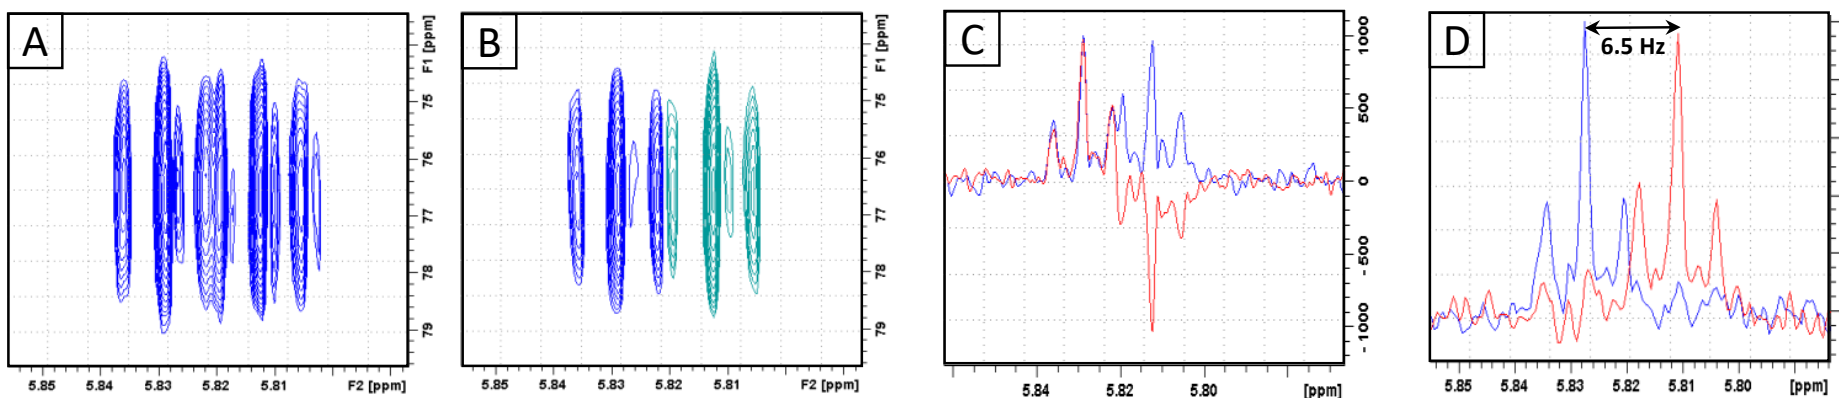 A
F1 [ppm]
75
76
77
78
79
5.85 5.84 5.83 5.82 5.81 F2 [ppm]
B
F1 [ppm]
75
76
77
78
79
5.85 5.84 5.83 5.82 5.81 F2 [ppm]
C
1000
500
0
- 500
- 1000
5.84 5.82 5.80 [ppm]
D
6.5 Hz
5.85 5.84 5.83 5.82 5.81 5.80 [ppm]